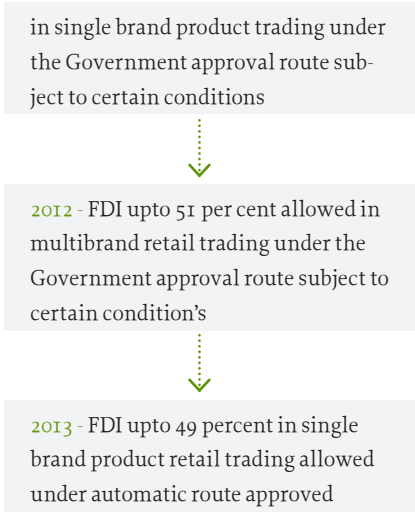 in single brand product trading under
the Government approval route sub-
ject to certain conditions
2012 - FDI upto 51 per cent allowed in
multibrand retail trading under the
Government approval route subject to
certain condition’s
2013 - FDI upto 49 percent in single
brand product retail trading allowed
under automatic route approved